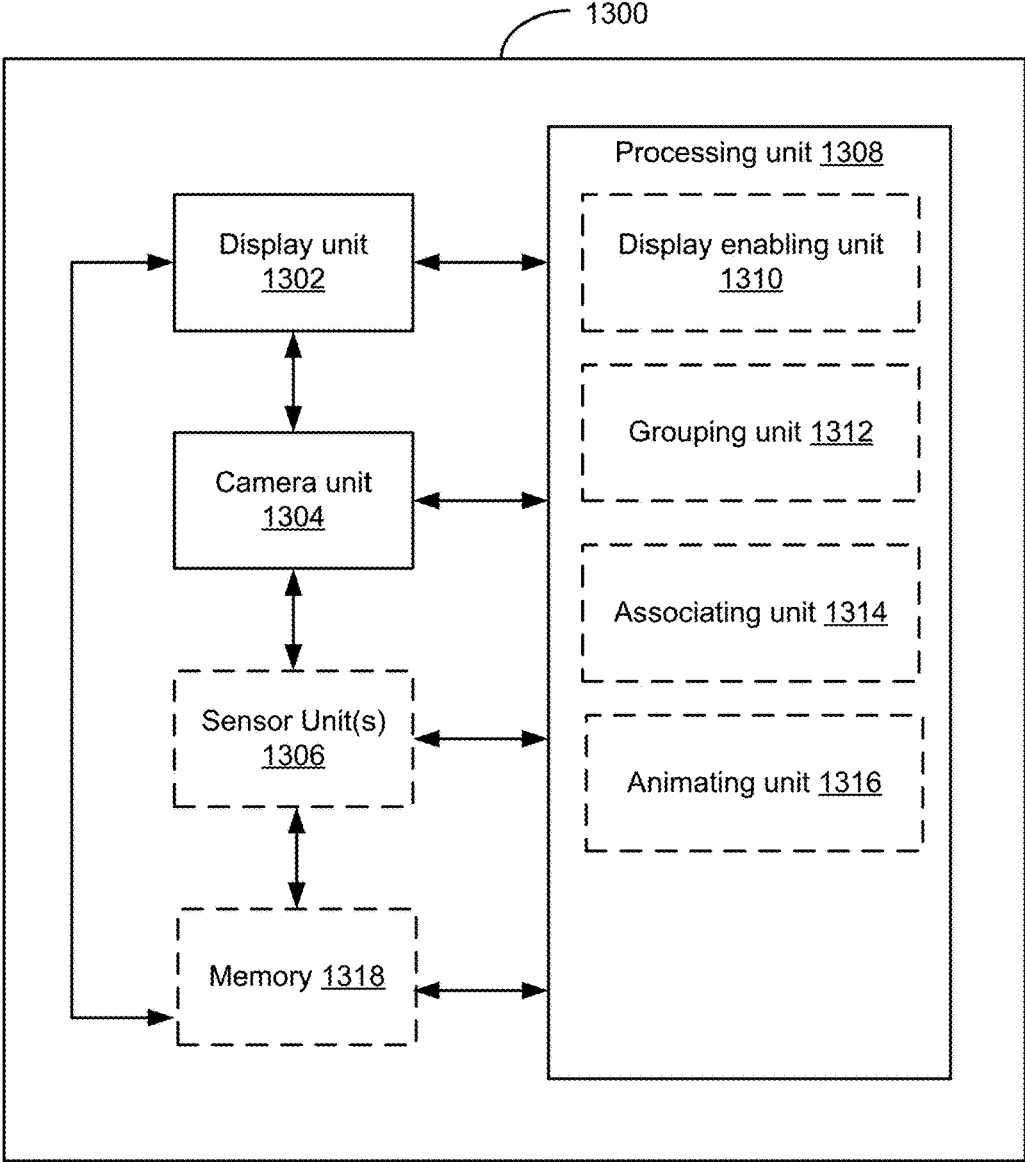 1300
Processing unit 1308
Display unit
1302
Display enabling unit
1310
Grouping unit 1312
Camera unit
1304
Associating unit 1314
Sensor Unit(s)
1306
Animating unit 1316
Memory 1318